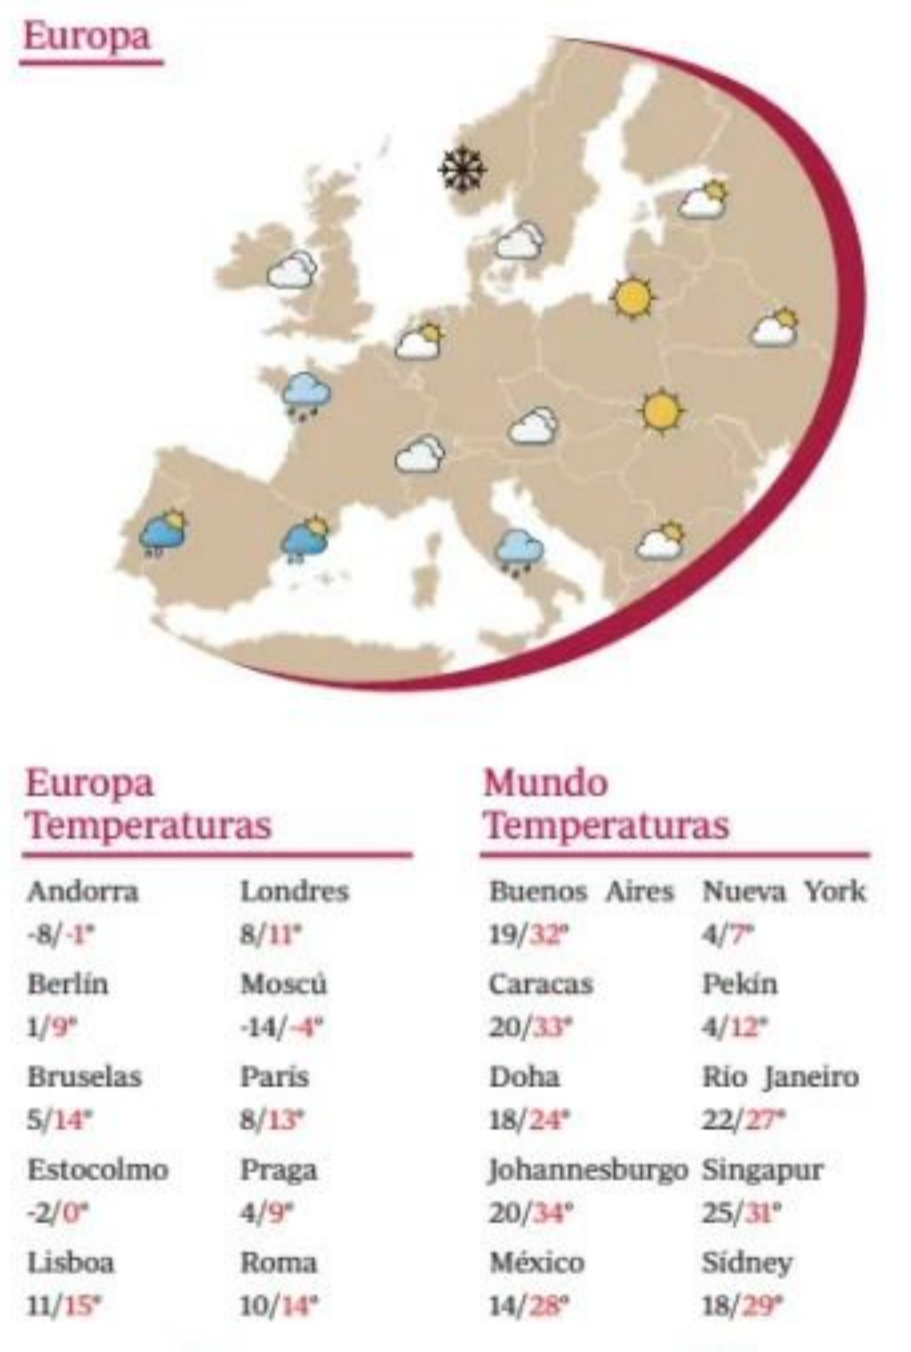 Europa
Europa
Temperaturas
Andorra Londres
-8/-1° 8/11°
Berlín Moscú
1/9° -14/-4°
Bruselas París
5/14° 8/13°
Estocolmo Praga
-2/0° 4/9°
Lisboa Roma
11/15° 10/14°
Mundo
Temperaturas
Buenos Aires Nueva York
19/32° 4/7°
Caracas Pekín
20/33° 4/12°
Doha Río Janeiro
18/24° 22/27°
Johannesburgo Singapur
20/34° 25/31°
México Sídney
14/28° 18/29°